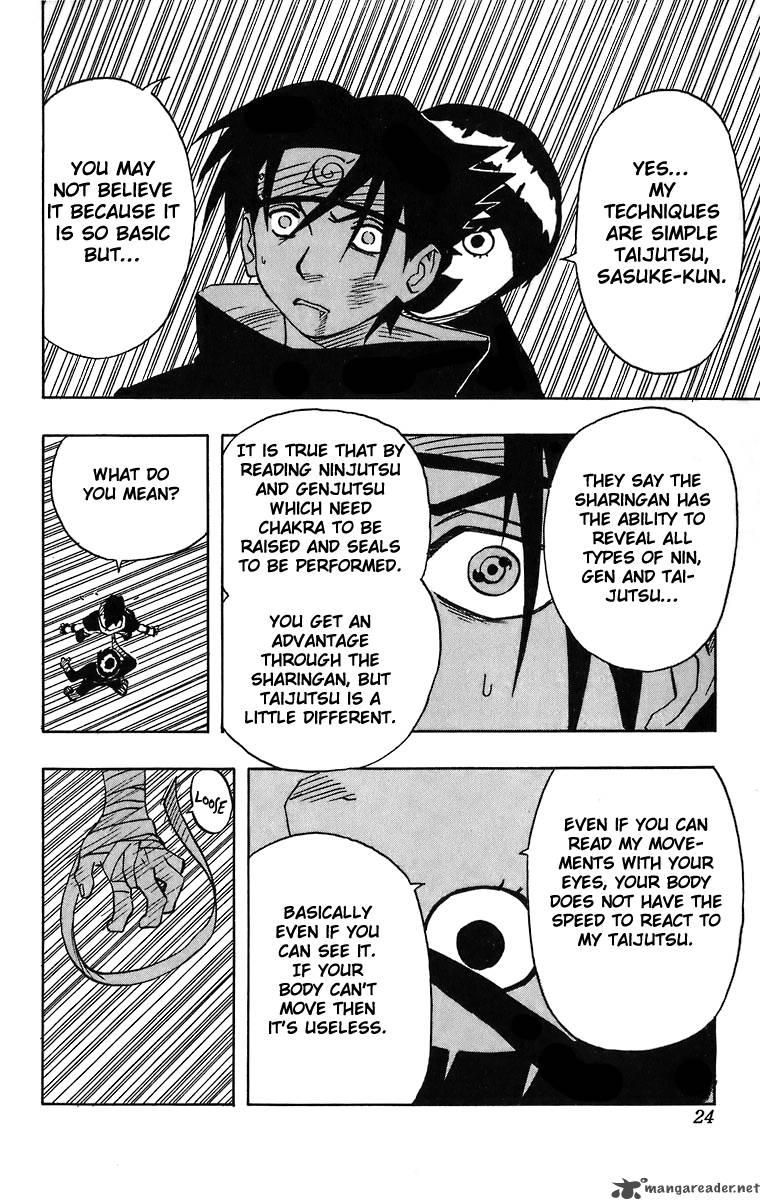 YES...
MY
TECHNIQUES
ARE SIMPLE
TAIJUTSU,
SASUKE-KUN.
YOU MAY
NOT BELIEVE
IT BECAUSE IT
IS SO BASIC
BUT...
THEY SAY THE
SHARINGAN HAS
THE ABILITY TO
REVEAL ALL
TYPES OF NIN,
GEN AND TAI-
JUTSU...
IT IS TRUE THAT BY
READING NINJUTSU
AND GENJUTSU
WHICH NEED
CHAKRA TO BE
RAISED AND SEALS
TO BE PERFORMED.
YOU GET AN
ADVANTAGE
THROUGH THE
SHARINGAN, BUT
TAIJUTSU IS A
LITTLE DIFFERENT.
WHAT DO
YOU MEAN?
EVEN IF YOU CAN
READ MY MOVE-
MENTS WITH YOUR
EYES, YOUR BODY
DOES NOT HAVE THE
SPEED TO REACT TO
MY TAIJUTSU.
BASICALLY
EVEN IF YOU
CAN SEE IT.
IF YOUR
BODY CAN'T
MOVE THEN
IT'S USELESS.
LOOSE
24
mangareader.net